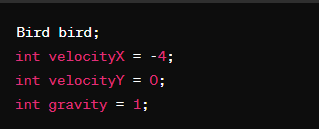 Bird bird;
int velocityX = -4;
int velocityY = 0;
int gravity = 1;